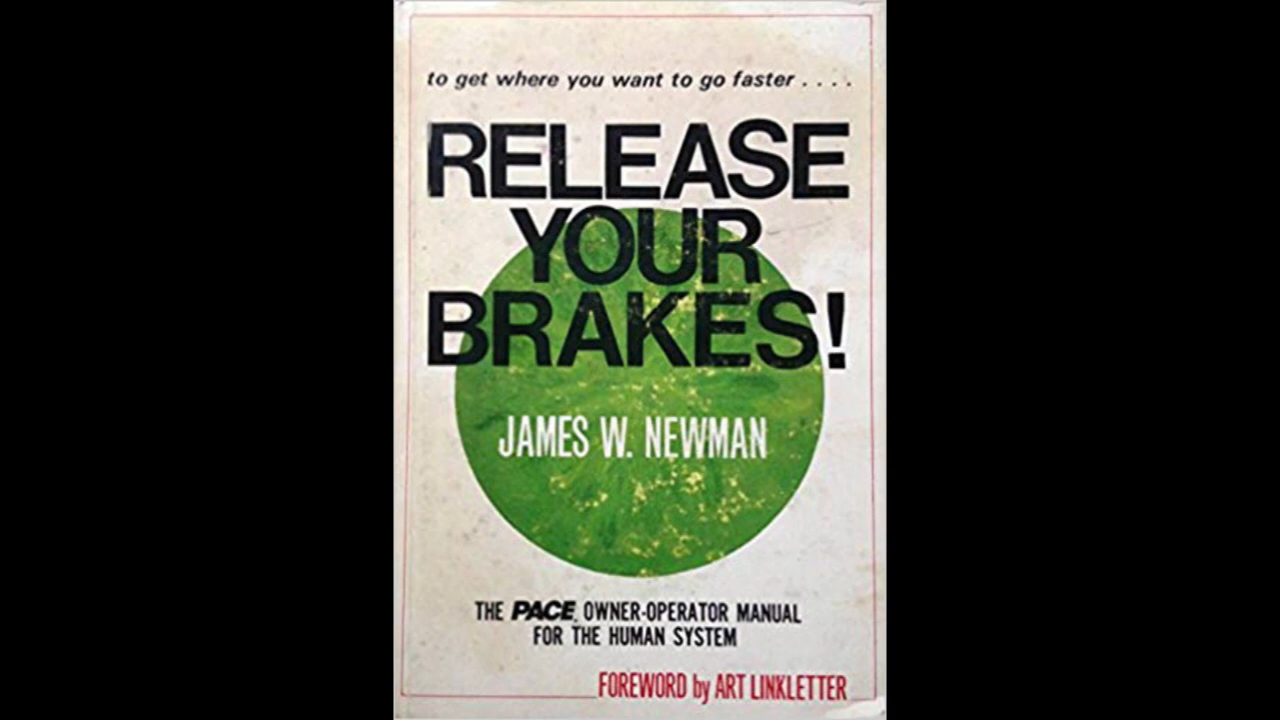 to get where you want to go faster . . . .
RELEASE
YOUR
BRAKES!
JAMES W. NEWMAN
THE PACE OWNER-OPERATOR MANUAL
FOR THE HUMAN SYSTEM
FOREWORD by ART LINKLETTER